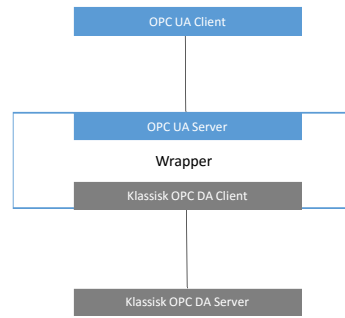 OPC UA Client
OPC UA Server
Wrapper
Klassisk OPC DA Client
Klassisk OPC DA Server